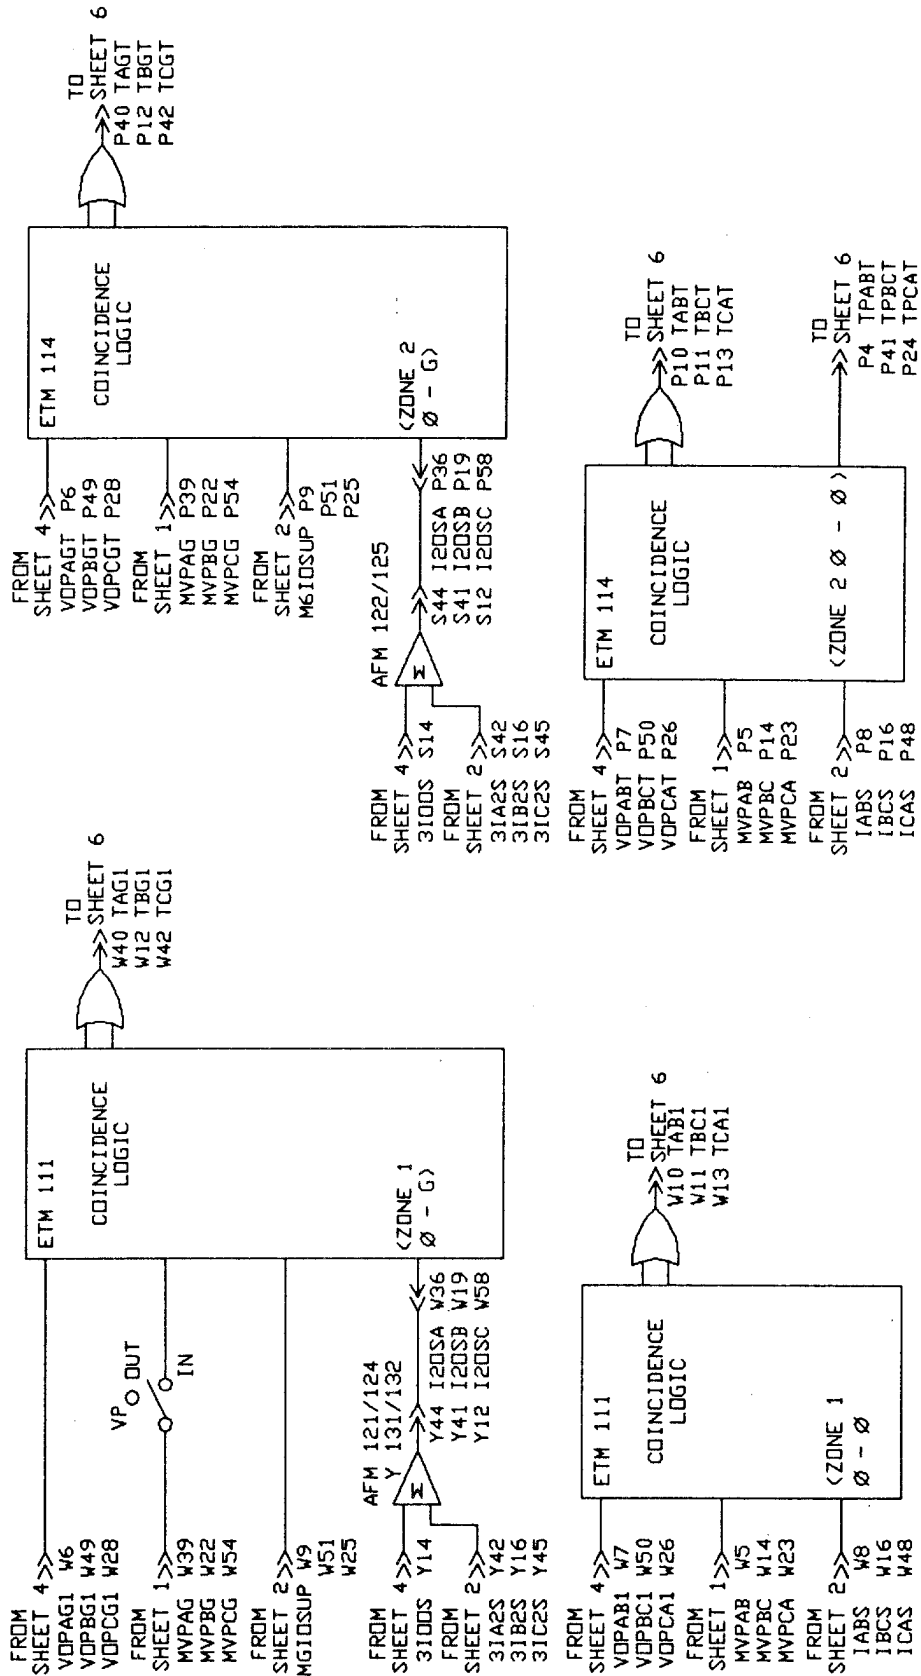 FROM
SHEET 4
VOPAG1 W6
VOPBG1 W49
VOPCG1 W28
FROM
SHEET 1
MVPAG W39
MVPBG W22
MVPCG W54
FROM
SHEET 2
MGIOSUP W9
W51
W25
VP
OUT
IN
ETM 111
COINCIDENCE
LOGIC
(ZONE 1
Ø - G)
TO
SHEET 6
W40 TAG1
W12 TBG1
W42 TCG1
AFM 121/124
Y 131/132
Σ
FROM
SHEET 4
3I00S Y14
FROM
SHEET 2
3IA2S Y42
3IB2S Y16
3IC2S Y45
Y44 I20SA W36
Y41 I20SB W19
Y12 I20SC W58
FROM
SHEET 4
VOPAB1 W7
VOPBC1 W50
VOPCA1 W26
FROM
SHEET 1
MVPAB W5
MVPBC W14
MVPCA W23
FROM
SHEET 2
IABS W8
IBCS W16
ICAS W48
ETM 111
COINCIDENCE
LOGIC
(ZONE 1
Ø - Ø
TO
SHEET 6
W10 TAB1
W11 TBC1
W13 TCA1
FROM
SHEET 4
VOPAGT P6
VOPBGT P49
VOPCGT P28
FROM
SHEET 1
MVPAG P39
MVPBG P22
MVPCG P54
FROM
SHEET 2
M6IOSUP P9
P51
P25
ETM 114
COINCIDENCE
LOGIC
(ZONE 2
Ø - G)
TO
SHEET 6
P40 TAGT
P12 TBGT
P42 TCGT
AFM 122/125
Σ
FROM
SHEET 4
3I00S S14
FROM
SHEET 2
3IA2S S42
3IB2S S16
3IC2S S45
S44 I20SA P36
S41 I20SB P19
S12 I20SC P58
FROM
SHEET 4
VOPABT P7
VOPBCT P50
VOPCAT P26
FROM
SHEET 1
MVPAB P5
MVPBC P14
MVPCA P23
FROM
SHEET 2
IABS P8
IBCS P16
ICAS P48
ETM 114
COINCIDENCE
LOGIC
(ZONE 2 Ø - Ø)
TO
SHEET 6
P10 TABT
P11 TBCT
P13 TCAT
TO
SHEET 6
P4 TPABT
P41 TPBCT
P24 TPCAT